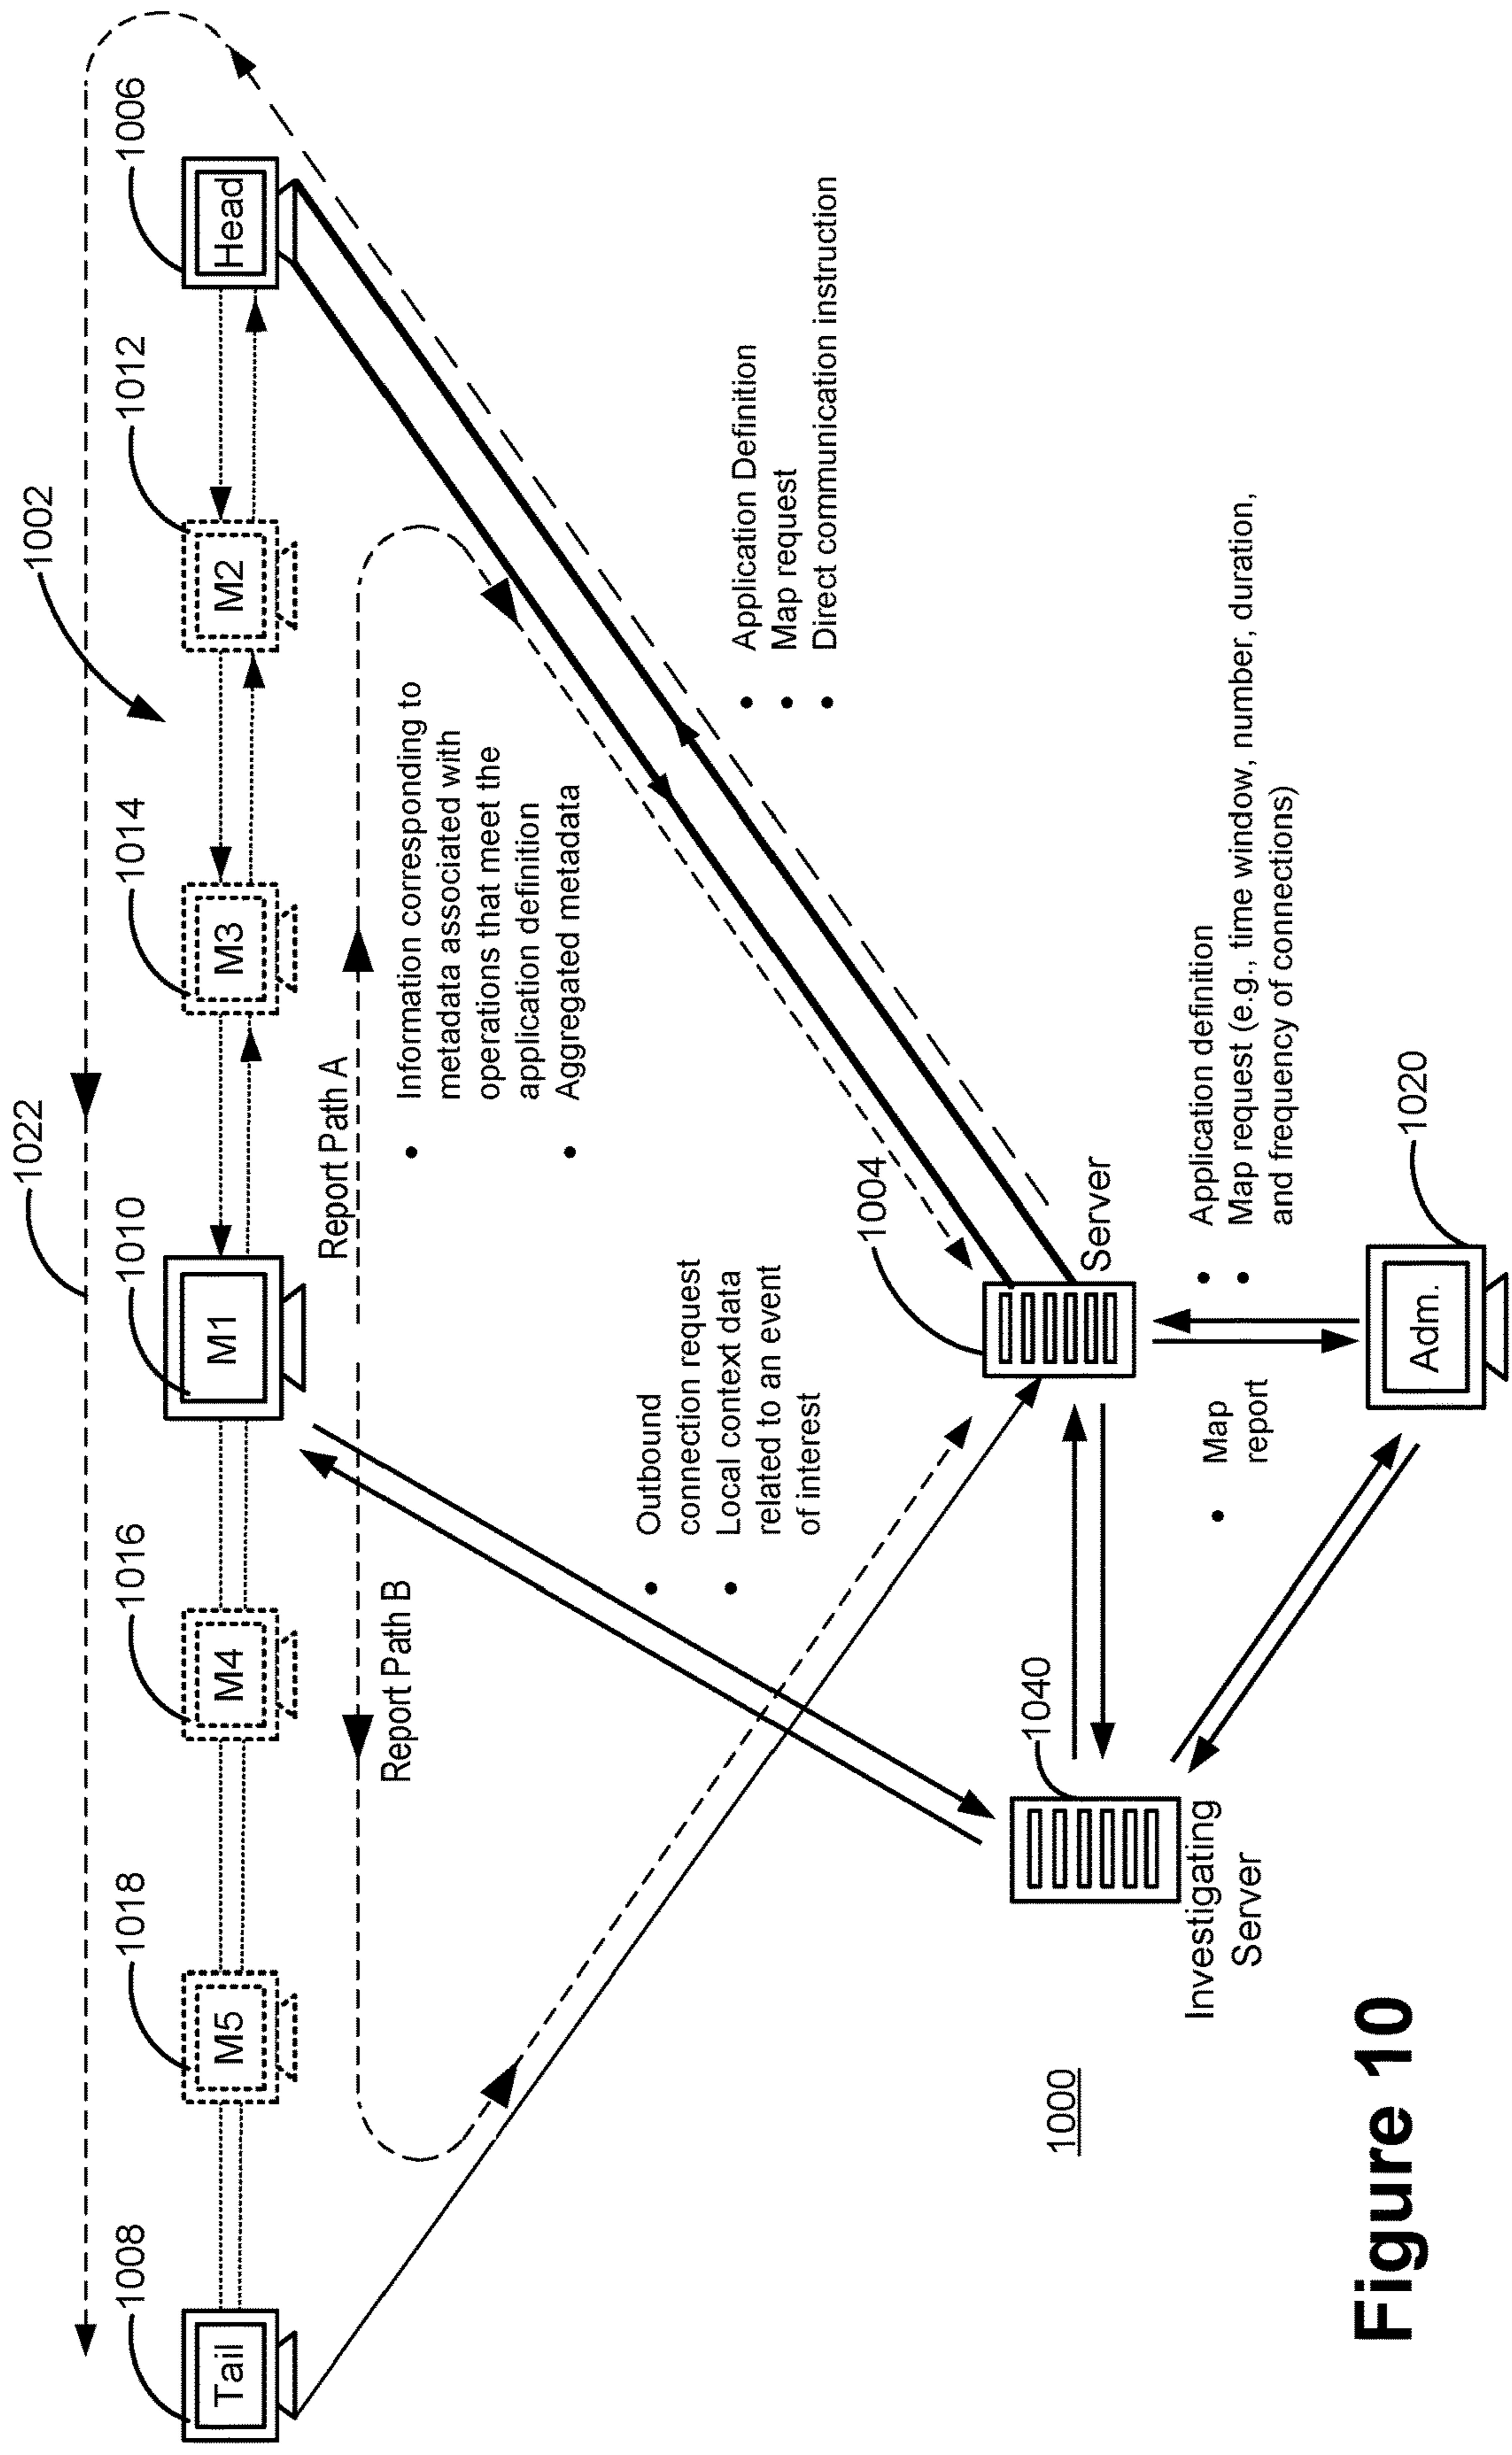 1022
1002
1008
1018
1016
1010
1014
1012
1006
Tail
M5
M4
M1
M3
M2
Head
Report Path B
Report Path A
• Information corresponding to
metadata associated with
operations that meet the
application definition
• Aggregated metadata
• Outbound
connection request
• Local context data
related to an event
of interest
• Application Definition
• Map request
• Direct communication instruction
1040
1004
Investigating
Server
Server
1000
• Map
report
• Application definition
• Map request (e.g., time window, number, duration,
and frequency of connections)
Adm.
1020
Figure 10